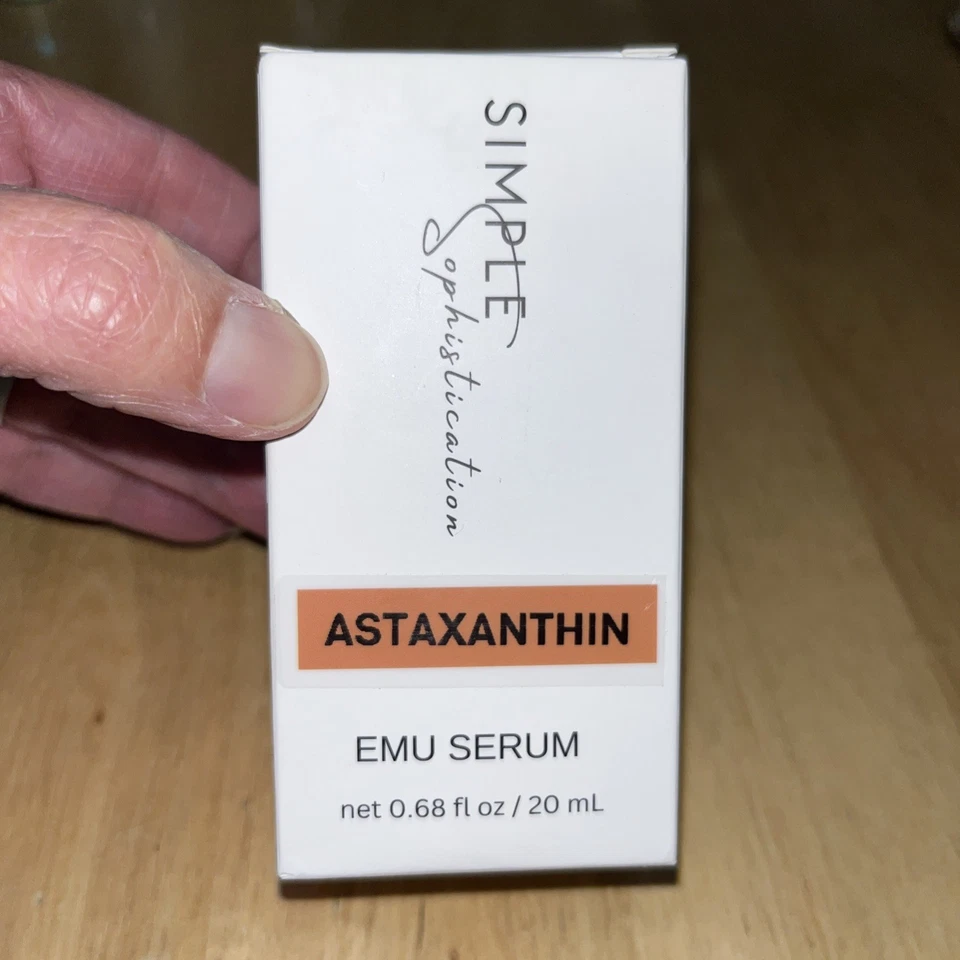 SIMPLE
Sophistication
ASTAXANTHIN
EMU SERUM
net 0.68 fl oz / 20 mL